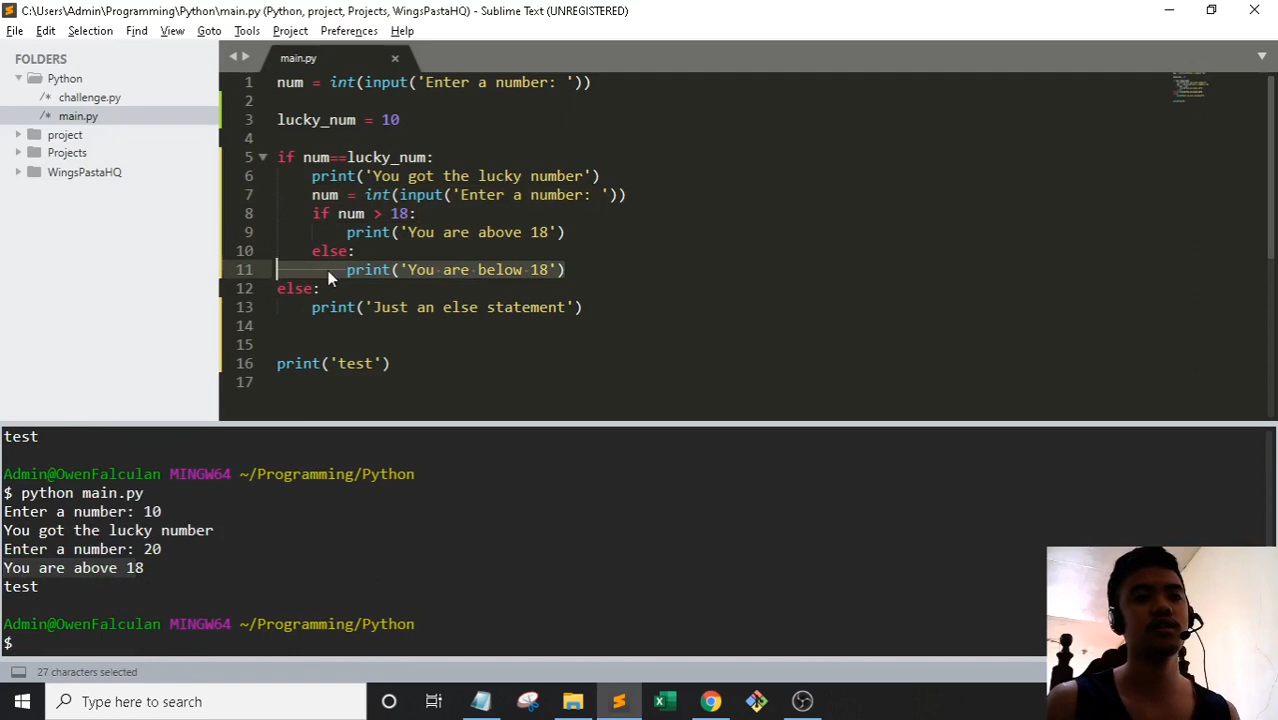 C:\Users\Admin\Programming\Python\main.py (Python, project, Projects, WingsPastaHQ) - Sublime Text (UNREGISTERED)
File Edit Selection Find View Goto Tools Project Preferences Help
FOLDERS
Python
/* challenge.py
/* main.py
project
Projects
WingsPastaHQ
main.py
1 num = int(input('Enter a number: '))
2
3 lucky_num = 10
4
5 if num==lucky_num:
6 print('You got the lucky number')
7 num = int(input('Enter a number: '))
8 if num > 18:
9 print('You are above 18')
10 else:
11 print('You are below 18')
12 else:
13 print('Just an else statement')
14
15
16 print('test')
17
test
Admin@OwenFalculan MINGW64 ~/Programming/Python
$ python main.py
Enter a number: 10
You got the lucky number
Enter a number: 20
You are above 18
test
Admin@OwenFalculan MINGW64 ~/Programming/Python
$
27 characters selected
Type here to search